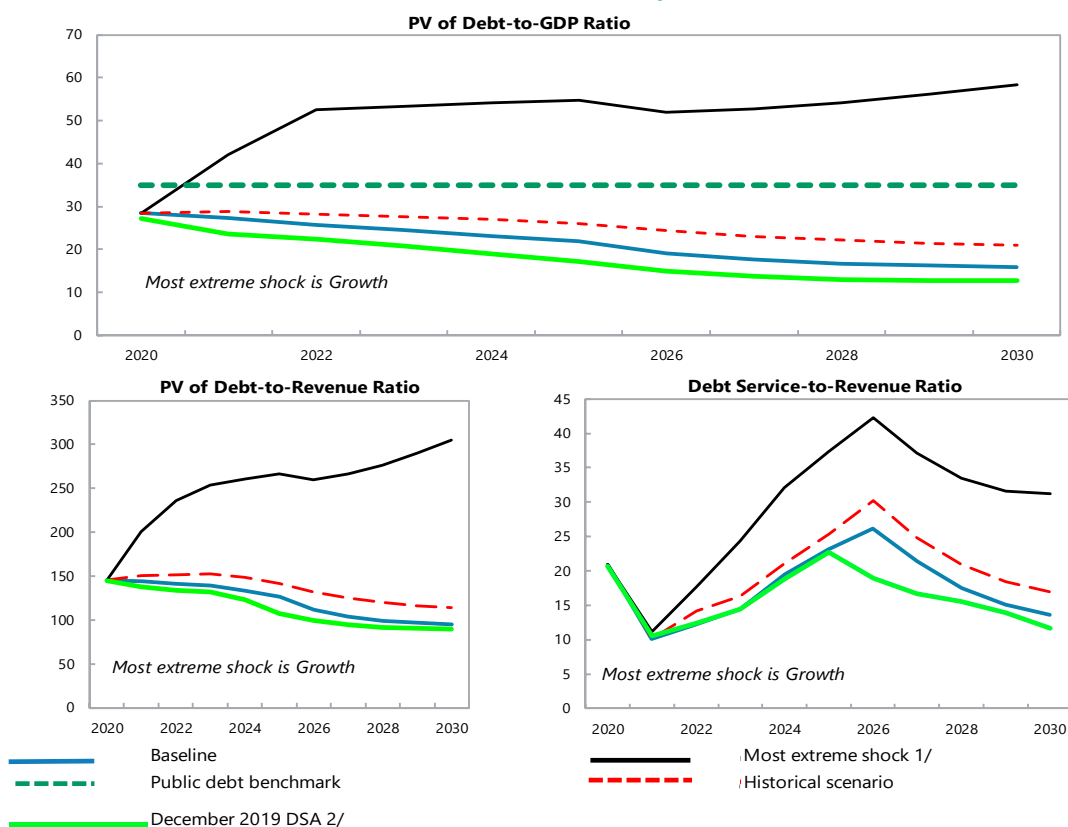 PV of Debt-to-GDP Ratio
70
60
50
40
30
20
10
0
Most extreme shock is Growth
2020 2022 2024 2026 2028 2030
PV of Debt-to-Revenue Ratio
350
300
250
200
150
100
50
0
Most extreme shock is Growth
2020 2022 2024 2026 2028 2030
Debt Service-to-Revenue Ratio
45
40
35
30
25
20
15
10
5
0
Most extreme shock is Growth
2020 2022 2024 2026 2028 2030
Baseline
Public debt benchmark
December 2019 DSA 2/
Most extreme shock 1/
Historical scenario